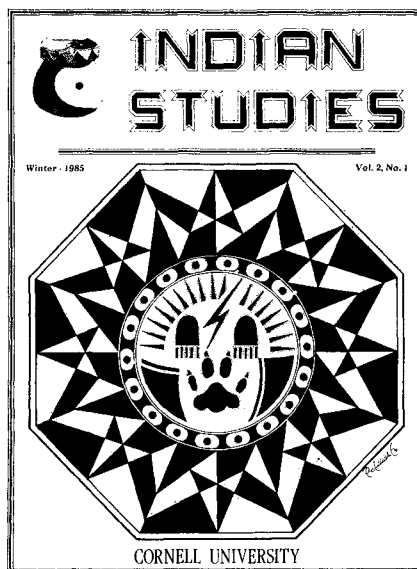 INDIAN
STUDIES
Winter - 1985
Vol. 2, No. 1
CORNELL UNIVERSITY